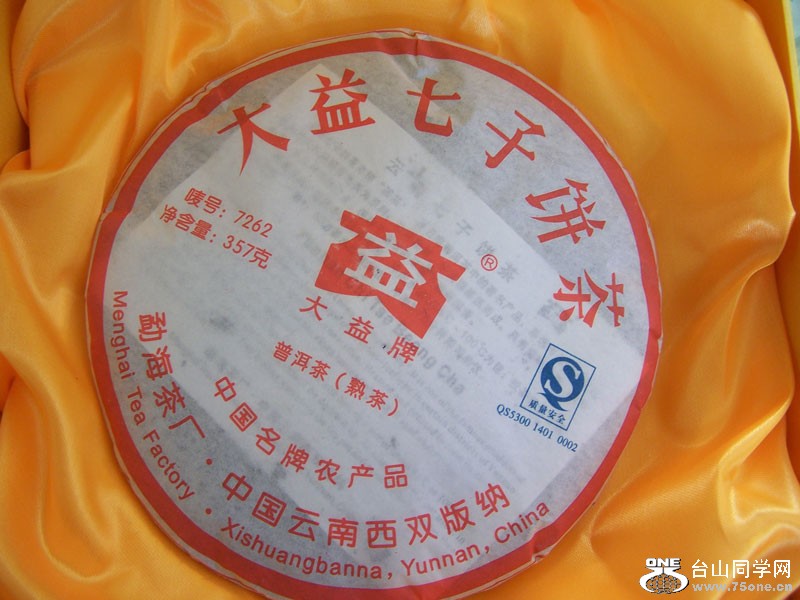 大益七子饼茶
唛号：7262
净含量：357克
益
®
大益牌
普洱茶（熟茶）
质量安全
QS5300 1401 0002
中国名牌农产品
勐海茶厂·中国云南西双版纳
Menghai Tea Factory · Xishuangbanna, Yunnan, China
ONE
台山同学网
www.75one.cn